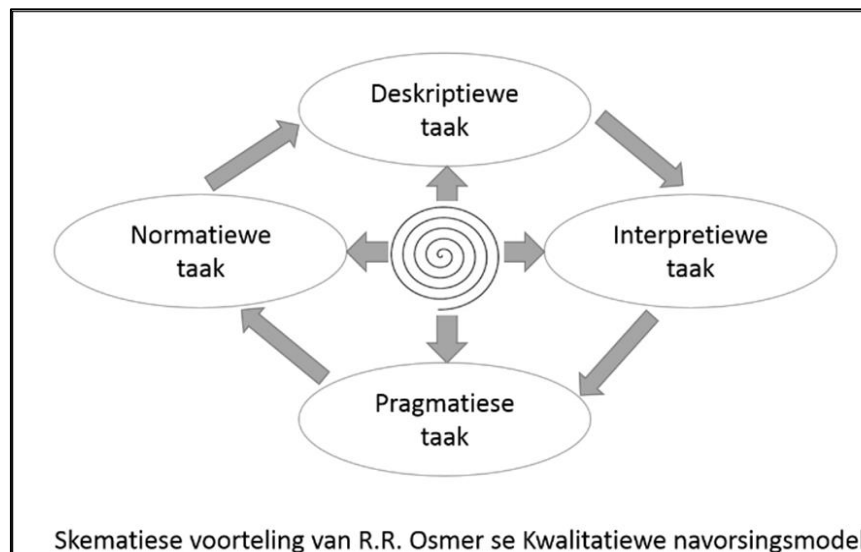 Deskriptiewe
taak
Normatiewe
taak
Interpretiewe
taak
Pragmatiese
taak
Skematiese voorteling van R.R. Osmer se Kwalitatiewe navorsingsmodel